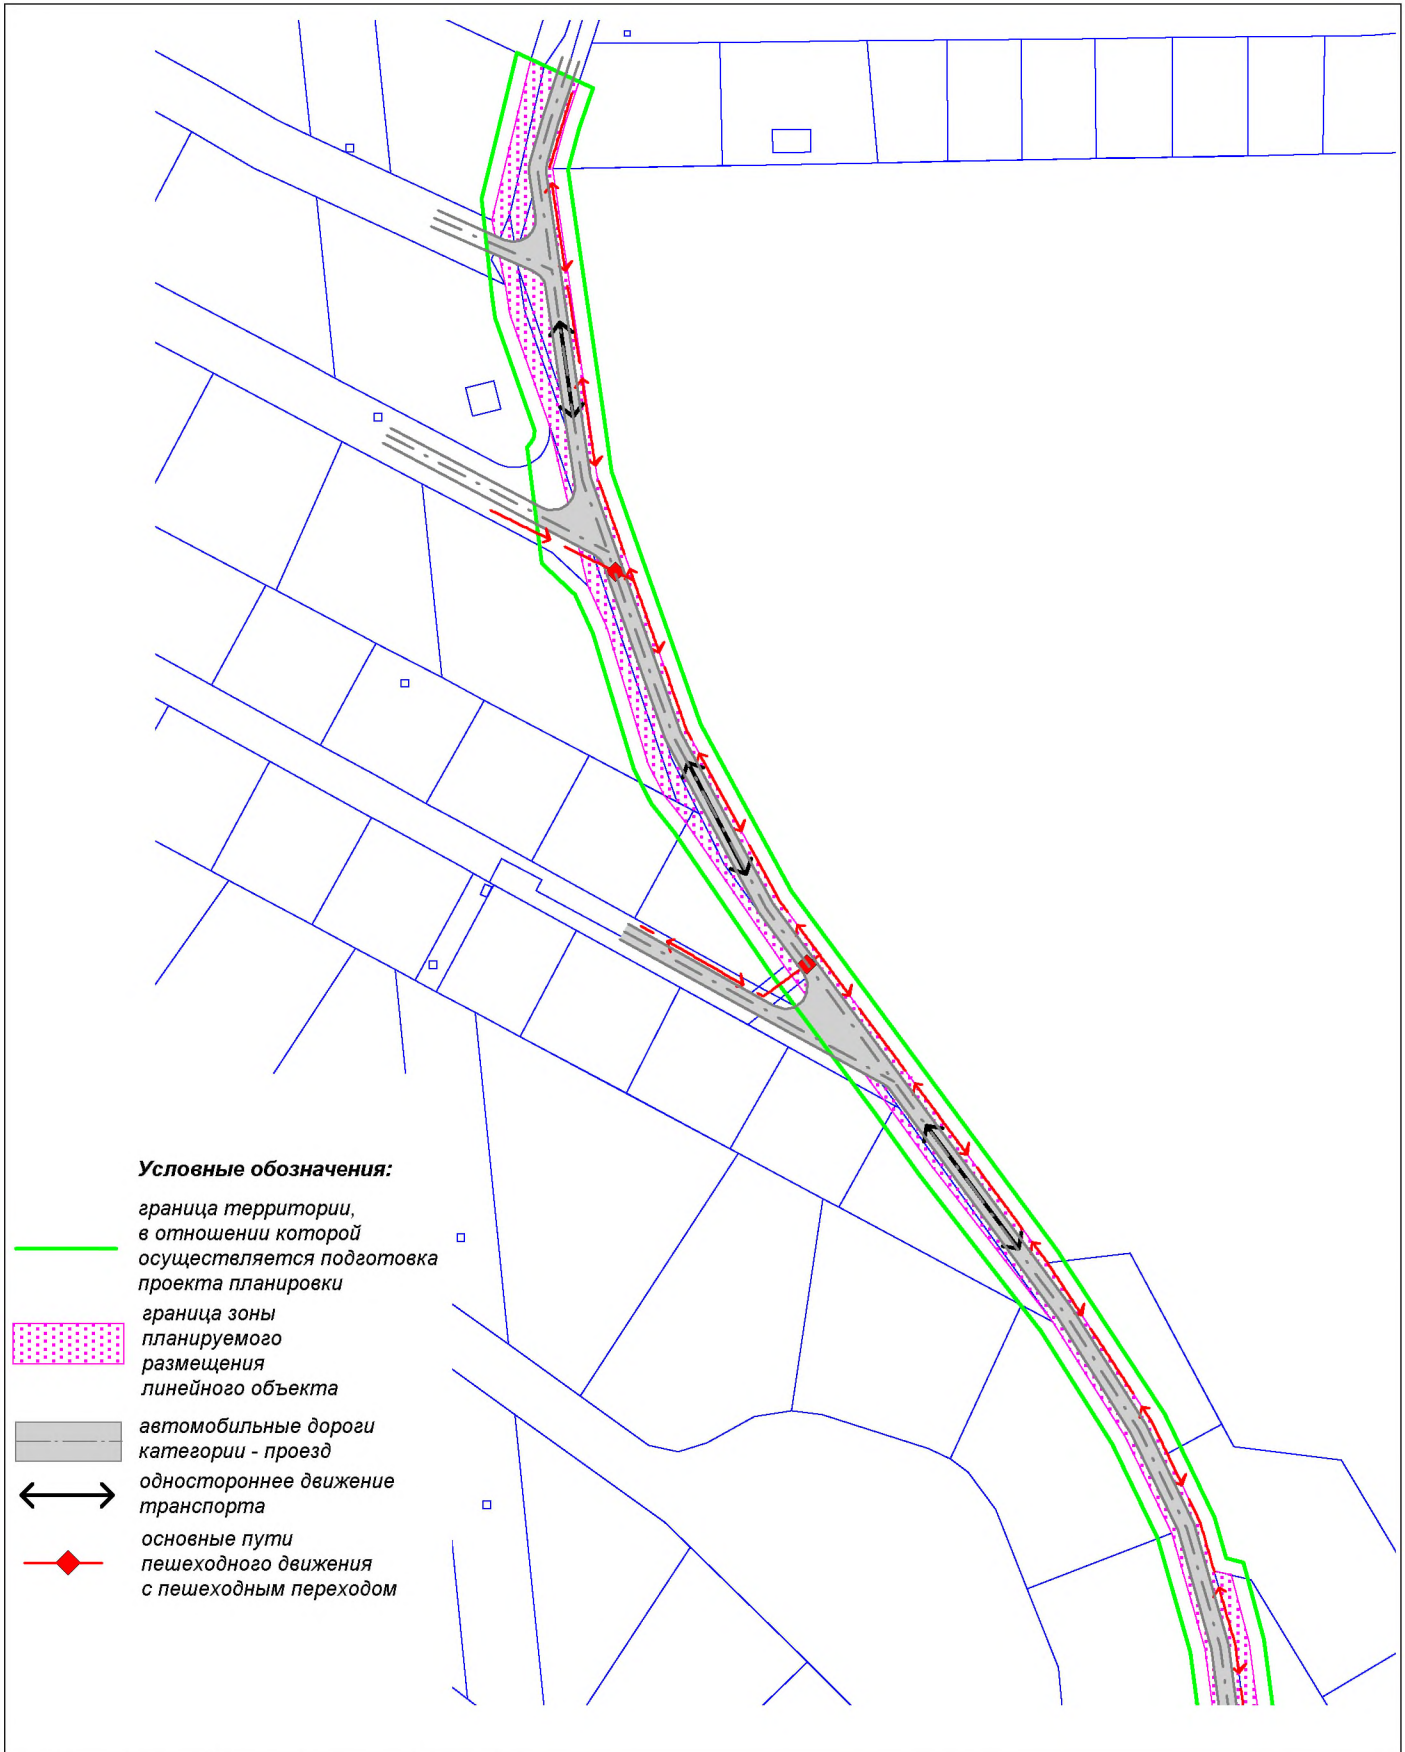 Условные обозначения:
граница территории,
в отношении которой
осуществляется подготовка
проекта планировки
граница зоны
планируемого
размещения
линейного объекта
автомобильные дороги
категории - проезд
одностороннее движение
транспорта
основные пути
пешеходного движения
с пешеходным переходом